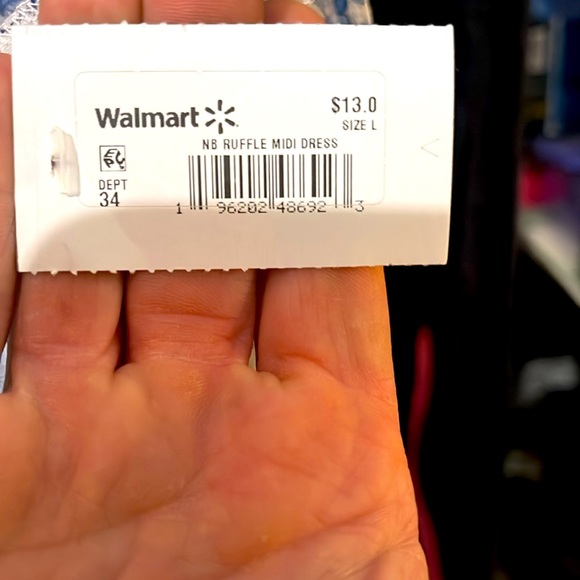 Walmart
$13.0
SIZE L
NB RUFFLE MIDI DRESS
DEPT
34
1 96202 48692 3